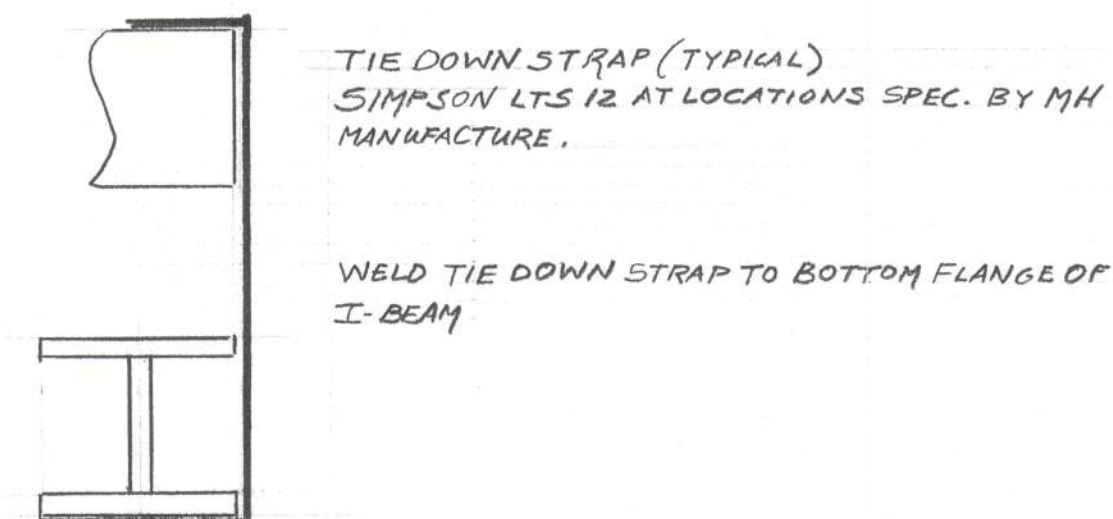 TIE DOWN STRAP (TYPICAL)
SIMPSON LTS 12 AT LOCATIONS SPEC. BY MH
MANUFACTURE.
WELD TIE DOWN STRAP TO BOTTOM FLANGE OF
I-BEAM